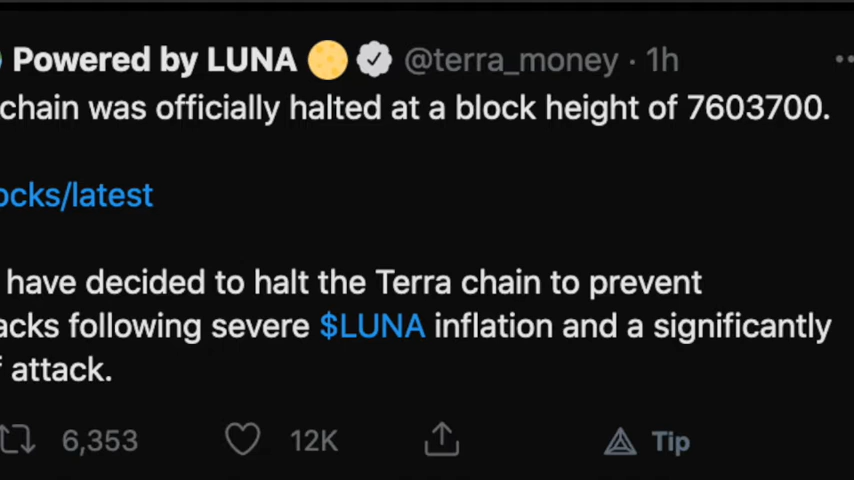 Powered by LUNA @terra_money · 1h
chain was officially halted at a block height of 7603700.
ocks/latest
have decided to halt the Terra chain to prevent
acks following severe $LUNA inflation and a significantly
f attack.
6,353 12K Tip